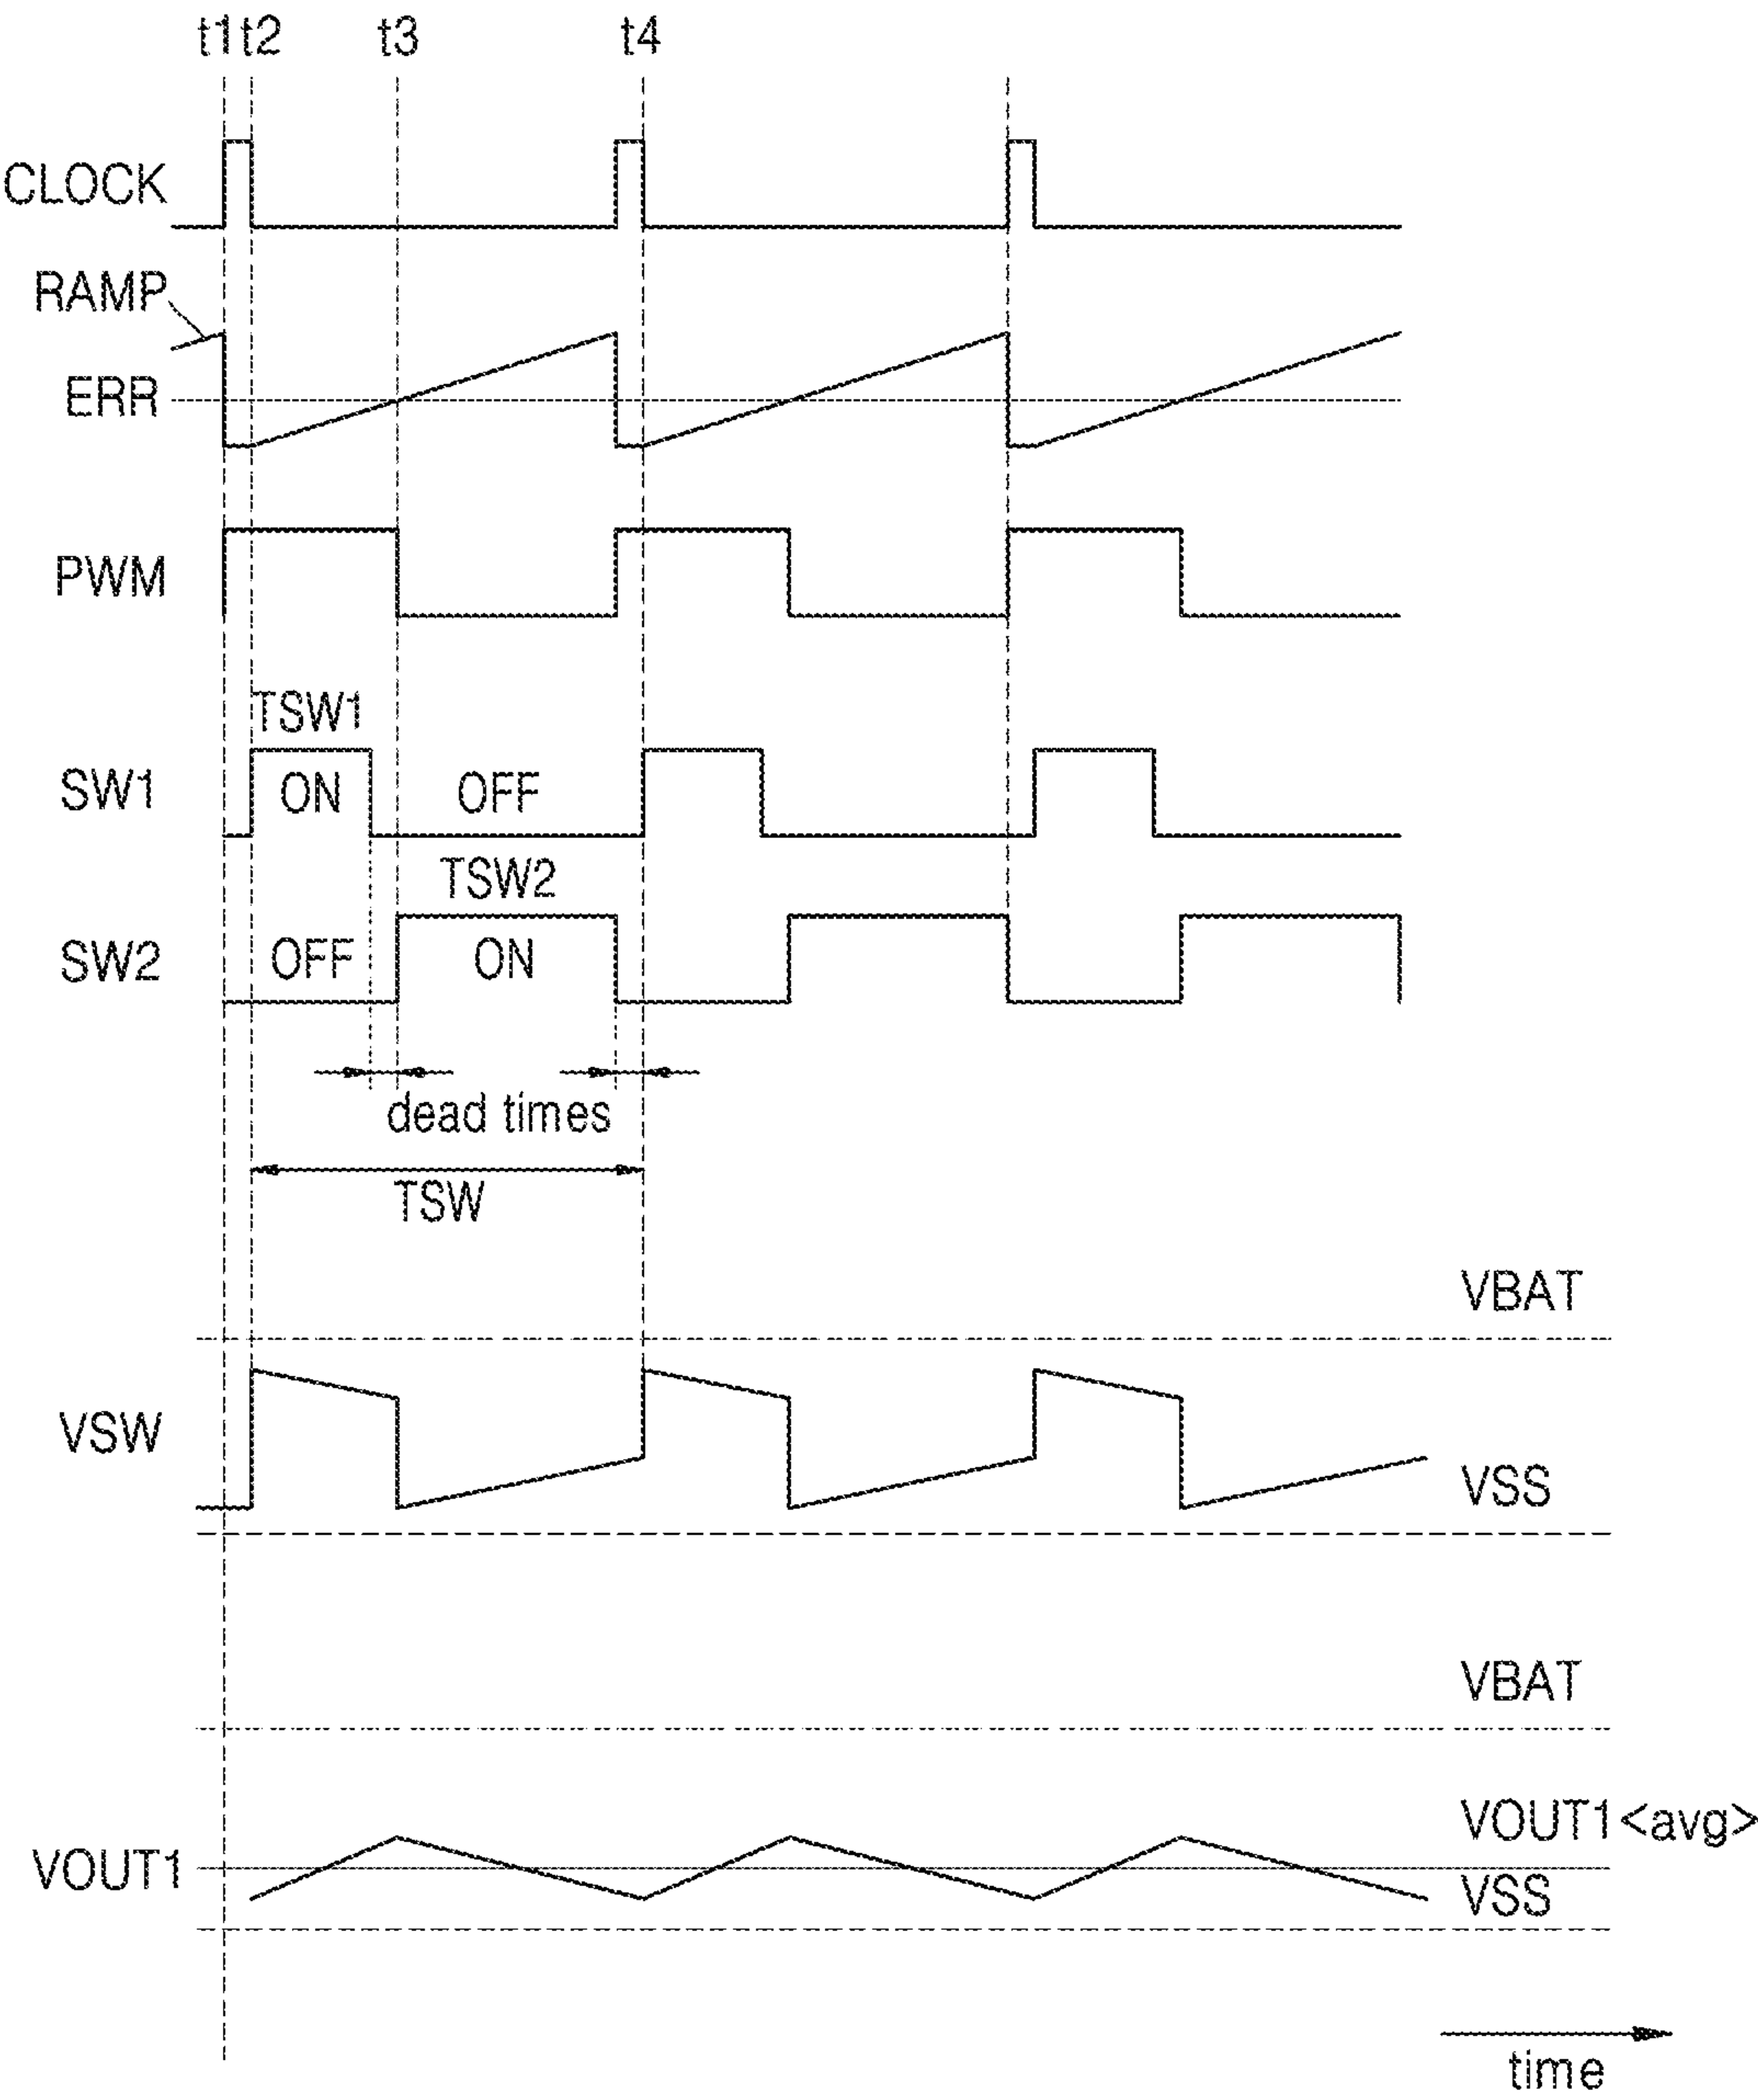 t1 t2 t3 t4
CLOCK
RAMP
ERR
PWM
TSW1
SW1 ON OFF
TSW2
SW2 OFF ON
dead times
TSW
VBAT
VSW
VSS
VBAT
VOUT1<avg>
VOUT1
VSS
time